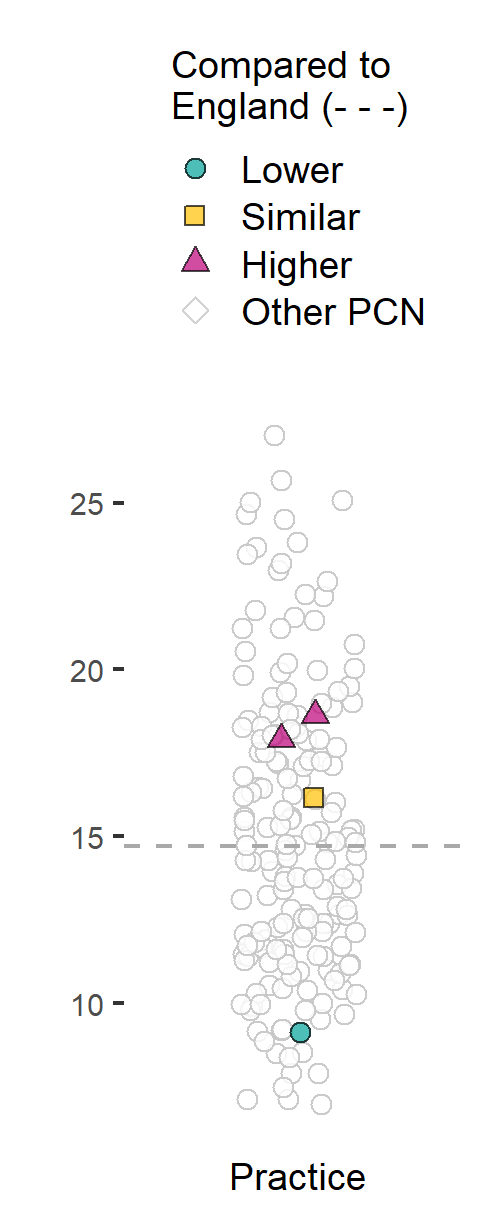 Compared to
England (- - -)
Lower
Similar
Higher
Other PCN
25
20
15
10
Practice